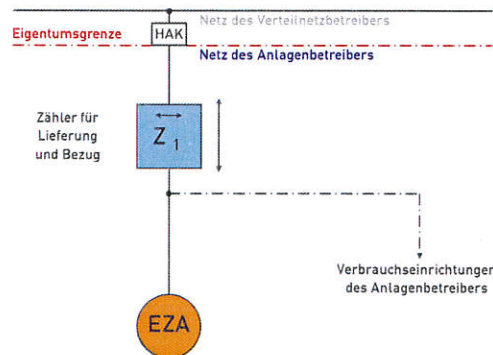 Netz des Verteilnetzbetreibers
HAK
Eigentumsgrenze
Netz des Anlagenbetreibers
Zähler für
Lieferung
und Bezug
Z 1
Verbrauchseinrichtungen
des Anlagenbetreibers
EZA